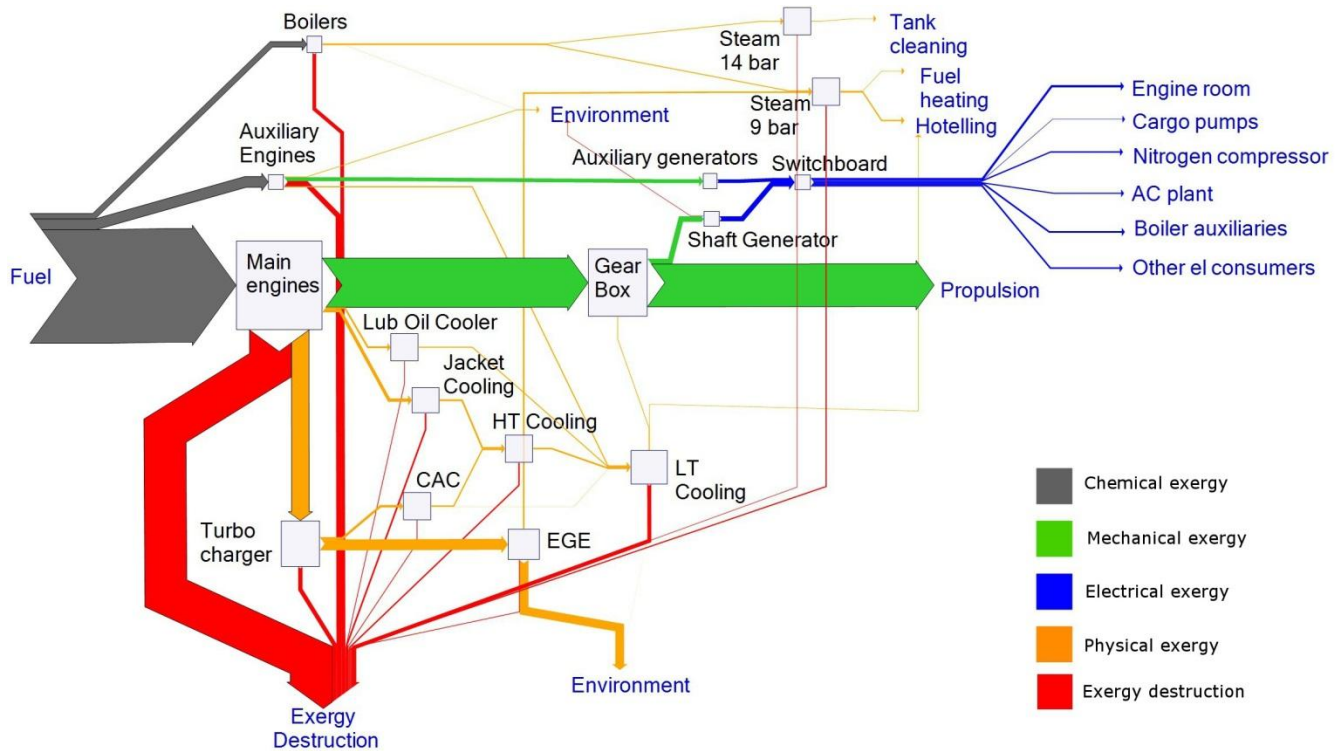 Boilers
Steam
14 bar
Tank
cleaning
Steam
9 bar
Fuel
heating
Hotelling
Environment
Engine room
Cargo pumps
Nitrogen compressor
AC plant
Boiler auxiliaries
Other el consumers
Auxiliary
Engines
Auxiliary generators
Switchboard
Shaft Generator
Fuel
Main
engines
Gear
Box
Propulsion
Lub Oil Cooler
Jacket
Cooling
HT Cooling
CAC
LT
Cooling
Turbo
charger
EGE
Environment
Exergy
Destruction
Chemical exergy
Mechanical exergy
Electrical exergy
Physical exergy
Exergy destruction